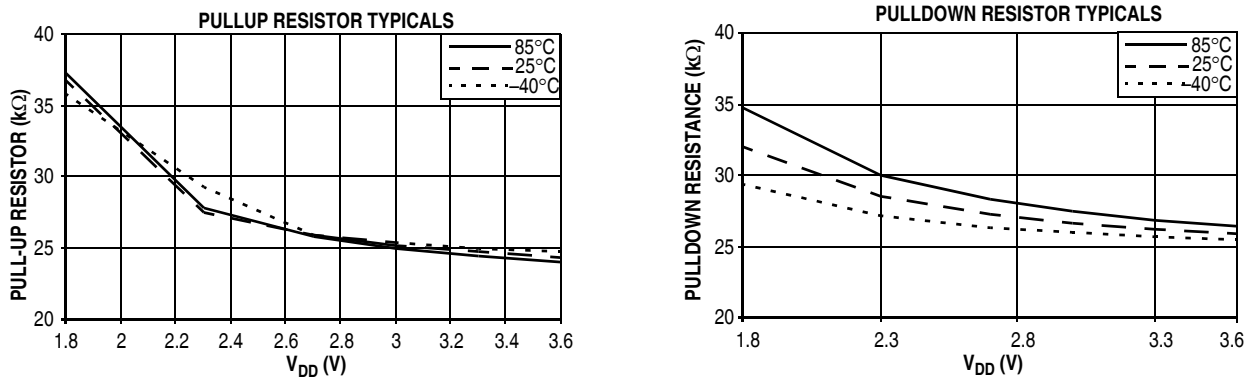 PULLUP RESISTOR TYPICALS
PULL-UP RESISTOR (kΩ)
40
35
30
25
20
85°C
25°C
–40°C
1.8 2 2.2 2.4 2.6 2.8 3 3.2 3.4 3.6
VDD (V)
PULLDOWN RESISTOR TYPICALS
PULLDOWN RESISTANCE (kΩ)
40
35
30
25
20
85°C
25°C
–40°C
1.8 2.3 2.8 3.3 3.6
VDD (V)